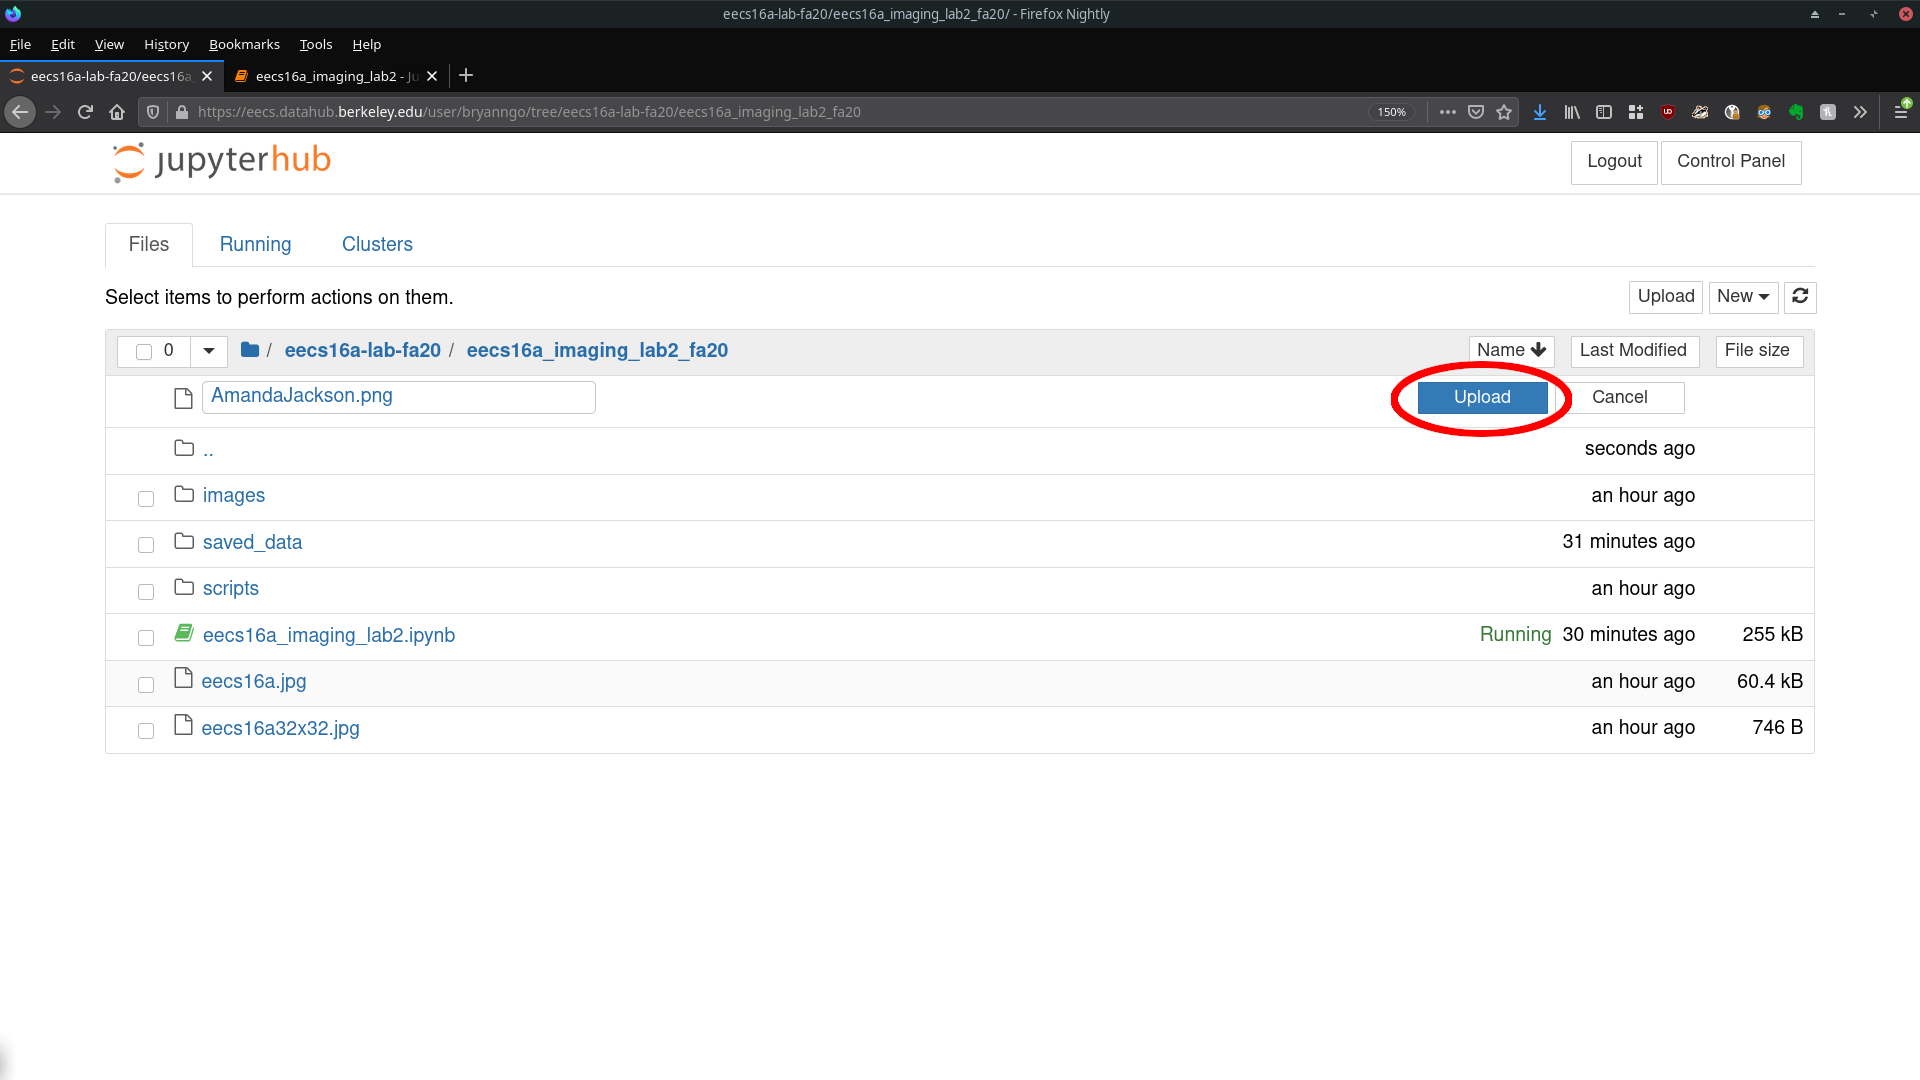 eecs16a-lab-fa20/eecs16a_imaging_lab2_fa20/ - Firefox Nightly
File Edit View History Bookmarks Tools Help
eecs16a-lab-fa20/eecs16a_ eecs16a_imaging_lab2 - Ju
https://eecs.datahub.berkeley.edu/user/bryanngo/tree/eecs16a-lab-fa20/eecs16a_imaging_lab2_fa20 150%
jupyterhub Logout Control Panel
Files Running Clusters
Select items to perform actions on them. Upload New
0 / eecs16a-lab-fa20 / eecs16a_imaging_lab2_fa20 Name Last Modified File size
AmandaJackson.png Upload Cancel
.. seconds ago
images an hour ago
saved_data 31 minutes ago
scripts an hour ago
eecs16a_imaging_lab2.ipynb Running 30 minutes ago 255 kB
eecs16a.jpg an hour ago 60.4 kB
eecs16a32x32.jpg an hour ago 746 B